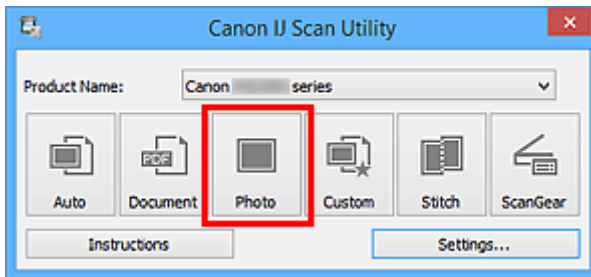 Canon IJ Scan Utility
Product Name: Canon series
Auto Document PDF Photo Custom Stitch ScanGear
Instructions Settings...